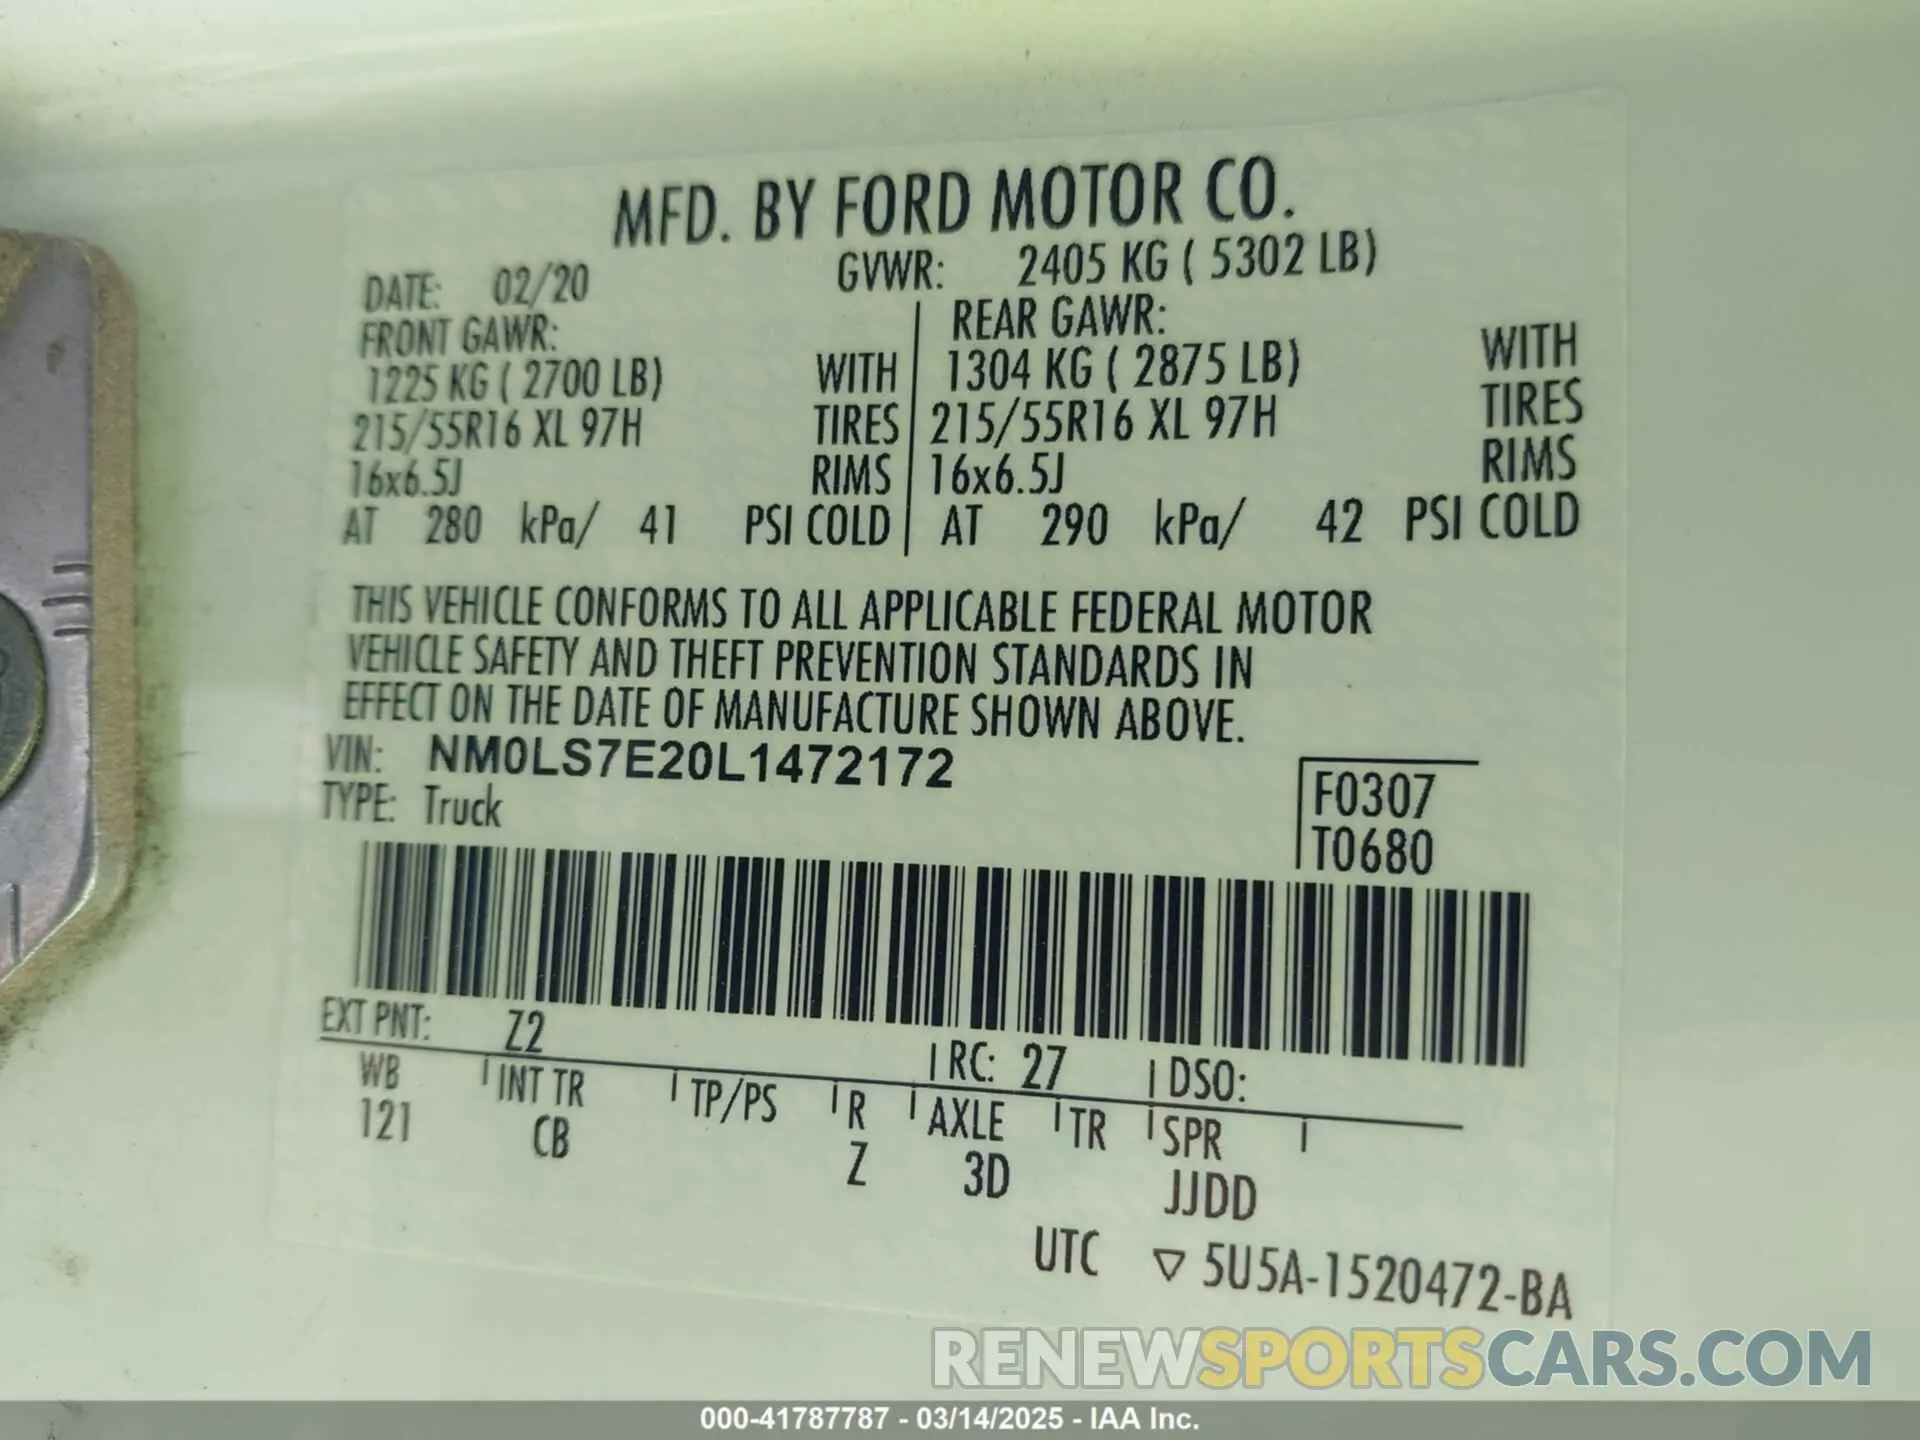 MFD. BY FORD MOTOR CO.
DATE: 02/20 GVWR: 2405 KG ( 5302 LB)
FRONT GAWR: REAR GAWR:
1225 KG ( 2700 LB) WITH 1304 KG ( 2875 LB) WITH
215/55R16 XL 97H TIRES 215/55R16 XL 97H TIRES
16x6.5J RIMS 16x6.5J RIMS
AT 280 kPa/ 41 PSI COLD AT 290 kPa/ 42 PSI COLD
THIS VEHICLE CONFORMS TO ALL APPLICABLE FEDERAL MOTOR
VEHICLE SAFETY AND THEFT PREVENTION STANDARDS IN
EFFECT ON THE DATE OF MANUFACTURE SHOWN ABOVE.
VIN: NM0LS7E20L1472172
TYPE: Truck
F0307
T0680
EXT PNT: Z2 RC: 27 DSO:
WB INT TR TP/PS R AXLE TR SPR
121 CB Z 3D JJDD
UTC ▽ 5U5A-1520472-BA
RENEWSPORTSCARS.COM
000-41787787 - 03/14/2025 - IAA Inc.